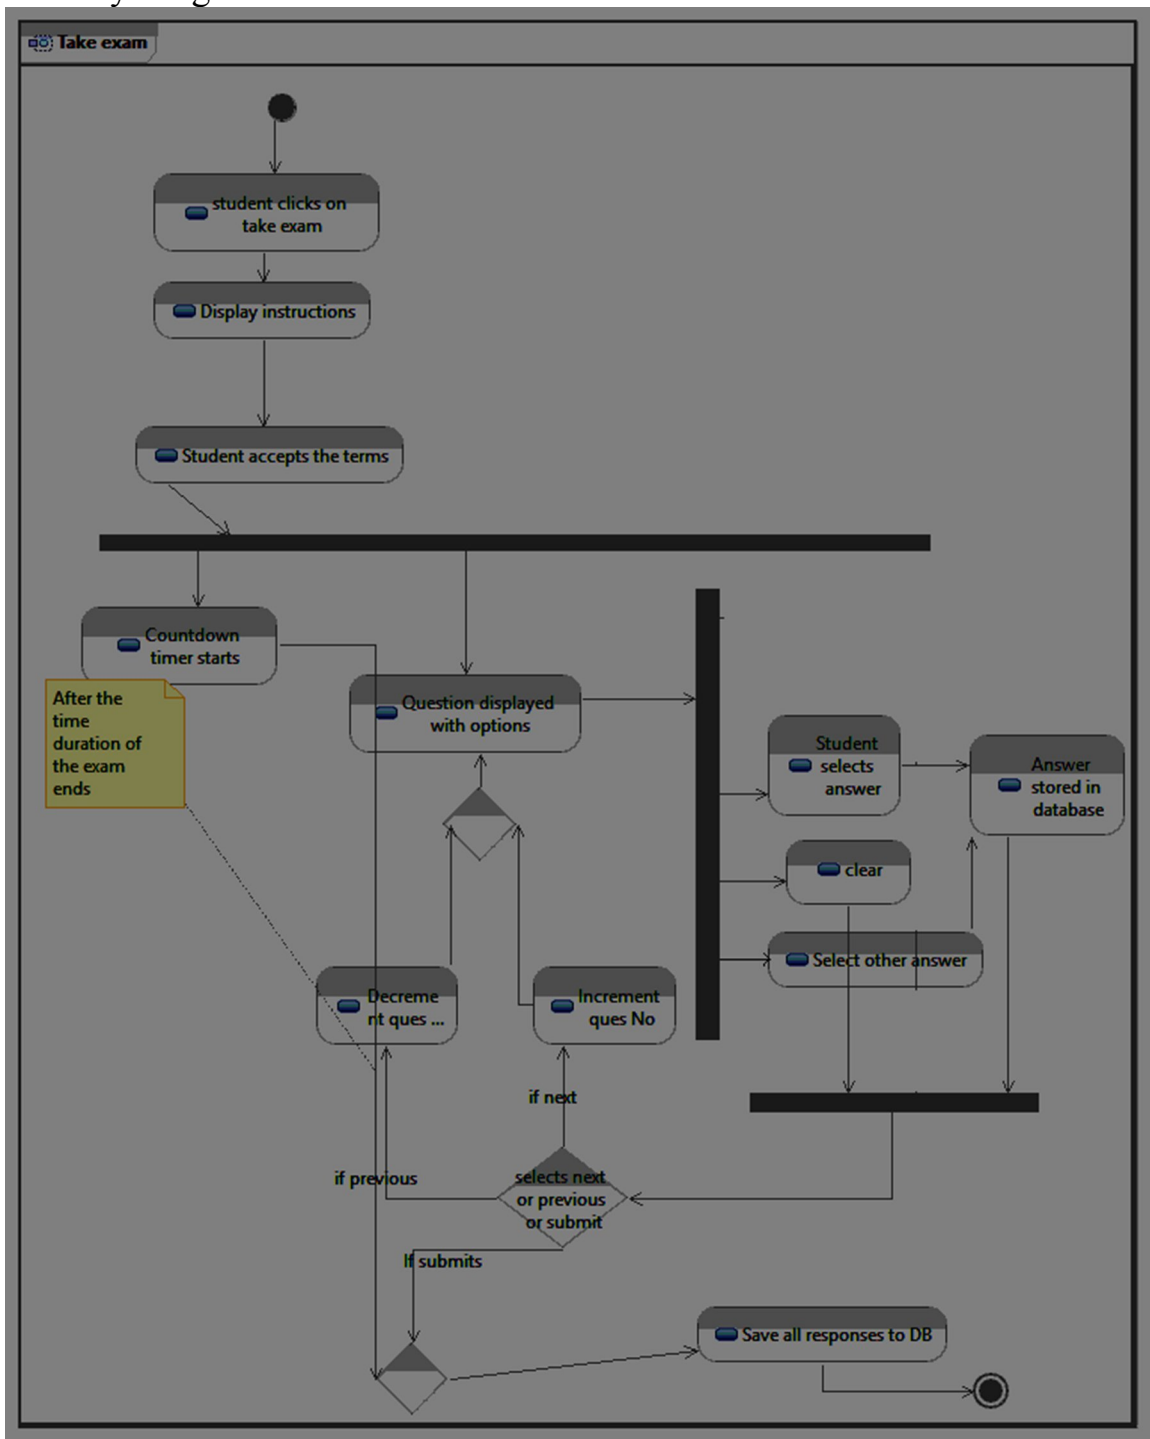 Take exam
student clicks on
take exam
Display instructions
Student accepts the terms
Countdown
timer starts
After the
time
duration of
the exam
ends
Question displayed
with options
Student
selects
answer
Answer
stored in
database
clear
Select other answer
Decreme
nt ques ...
Increment
ques No
if next
if previous
selects next
or previous
or submit
If submits
Save all responses to DB